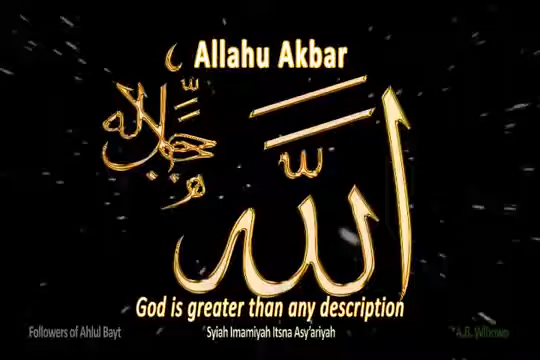 Allahu Akbar
جل جلاله
الله
God is greater than any description
Followers of Ahlul Bayt
Syiah Imamiyah Itsna Asy'ariyah
A.B. Wibowo